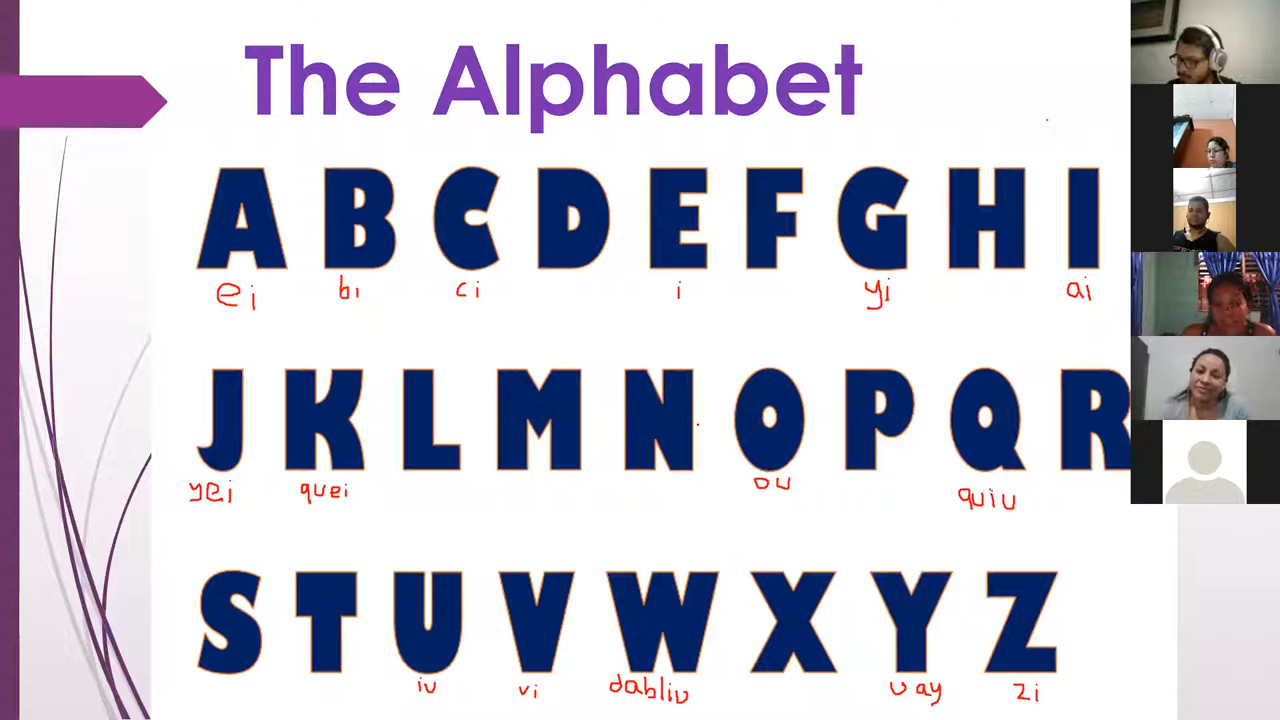 The Alphabet
A B C D E F G H I
ei bi ci i yi ai
J K L M N O P Q R
yei quei ou quiu
S T U V W X Y Z
iu vi dabliu uay zi